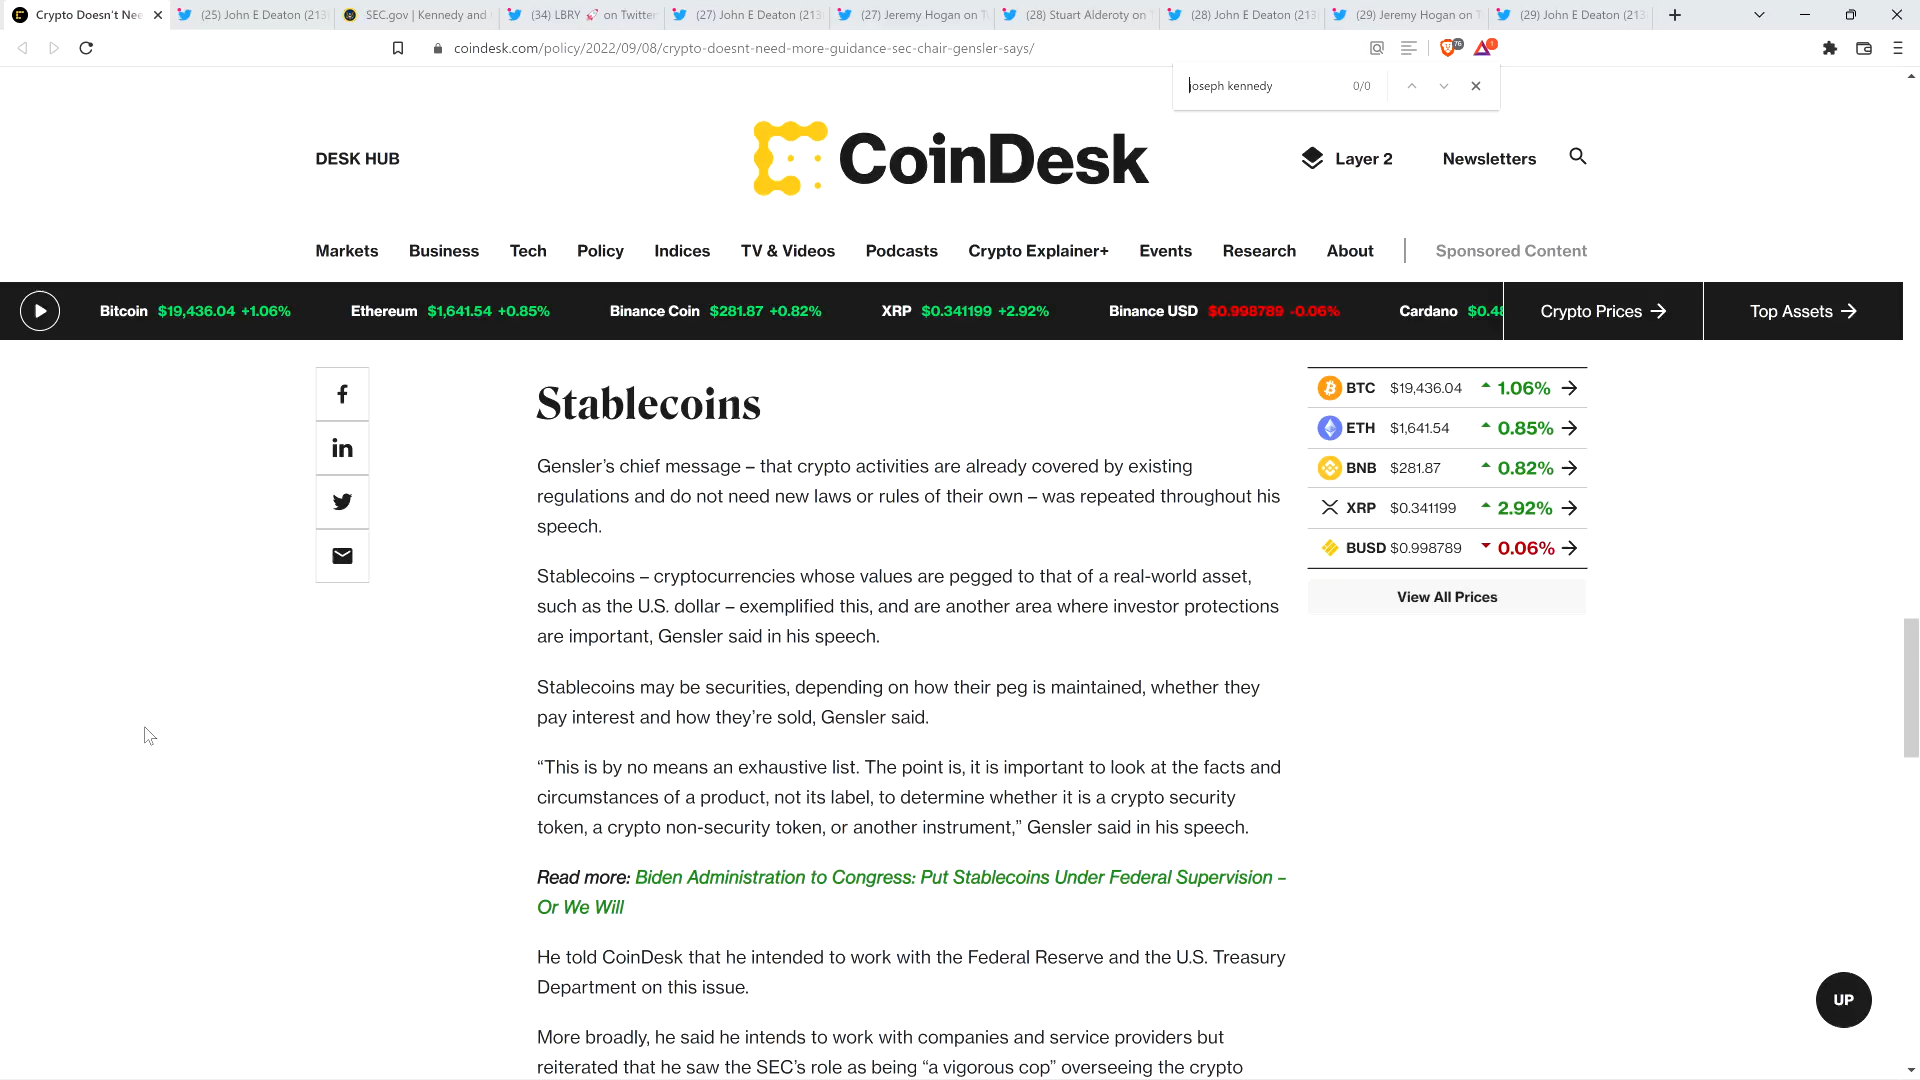 Crypto Doesn't Nee
(25) John E Deaton (213
SEC.gov | Kennedy and
(34) LBRY 🚀 on Twitter
(27) John E Deaton (213
(27) Jeremy Hogan on T
(28) Stuart Alderoty on T
(28) John E Deaton (213
(29) Jeremy Hogan on T
(29) John E Deaton (213
coindesk.com/policy/2022/09/08/crypto-doesnt-need-more-guidance-sec-chair-gensler-says/
76
1
joseph kennedy 0/0
DESK HUB
CoinDesk
Layer 2
Newsletters
Markets Business Tech Policy Indices TV & Videos Podcasts Crypto Explainer+ Events Research About Sponsored Content
Bitcoin $19,436.04 +1.06% Ethereum $1,641.54 +0.85% Binance Coin $281.87 +0.82% XRP $0.341199 +2.92% Binance USD $0.998789 -0.06% Cardano $0.48 Crypto Prices → Top Assets →
Stablecoins
Gensler’s chief message – that crypto activities are already covered by existing
regulations and do not need new laws or rules of their own – was repeated throughout his
speech.
Stablecoins – cryptocurrencies whose values are pegged to that of a real-world asset,
such as the U.S. dollar – exemplified this, and are another area where investor protections
are important, Gensler said in his speech.
Stablecoins may be securities, depending on how their peg is maintained, whether they
pay interest and how they’re sold, Gensler said.
“This is by no means an exhaustive list. The point is, it is important to look at the facts and
circumstances of a product, not its label, to determine whether it is a crypto security
token, a crypto non-security token, or another instrument,” Gensler said in his speech.
Read more: Biden Administration to Congress: Put Stablecoins Under Federal Supervision –
Or We Will
He told CoinDesk that he intended to work with the Federal Reserve and the U.S. Treasury
Department on this issue.
More broadly, he said he intends to work with companies and service providers but
reiterated that he saw the SEC’s role as being “a vigorous cop” overseeing the crypto
BTC $19,436.04 1.06% →
ETH $1,641.54 0.85% →
BNB $281.87 0.82% →
XRP $0.341199 2.92% →
BUSD $0.998789 0.06% →
View All Prices
UP